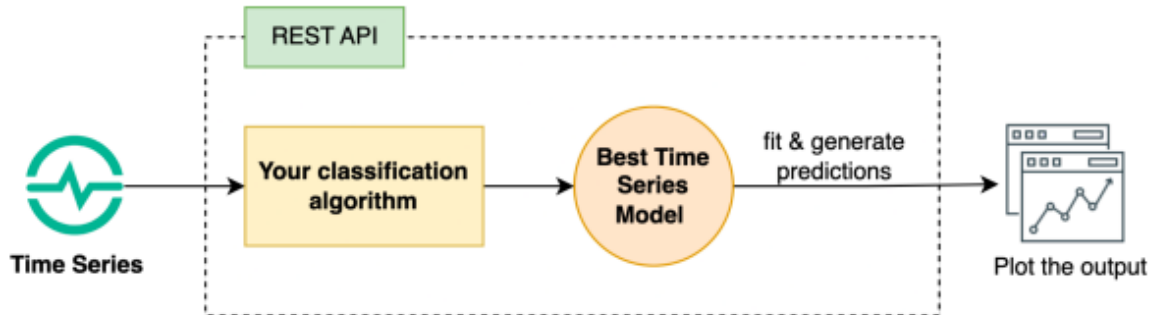 REST API
Time Series
Your classification
algorithm
Best Time
Series
Model
fit & generate
predictions
Plot the output